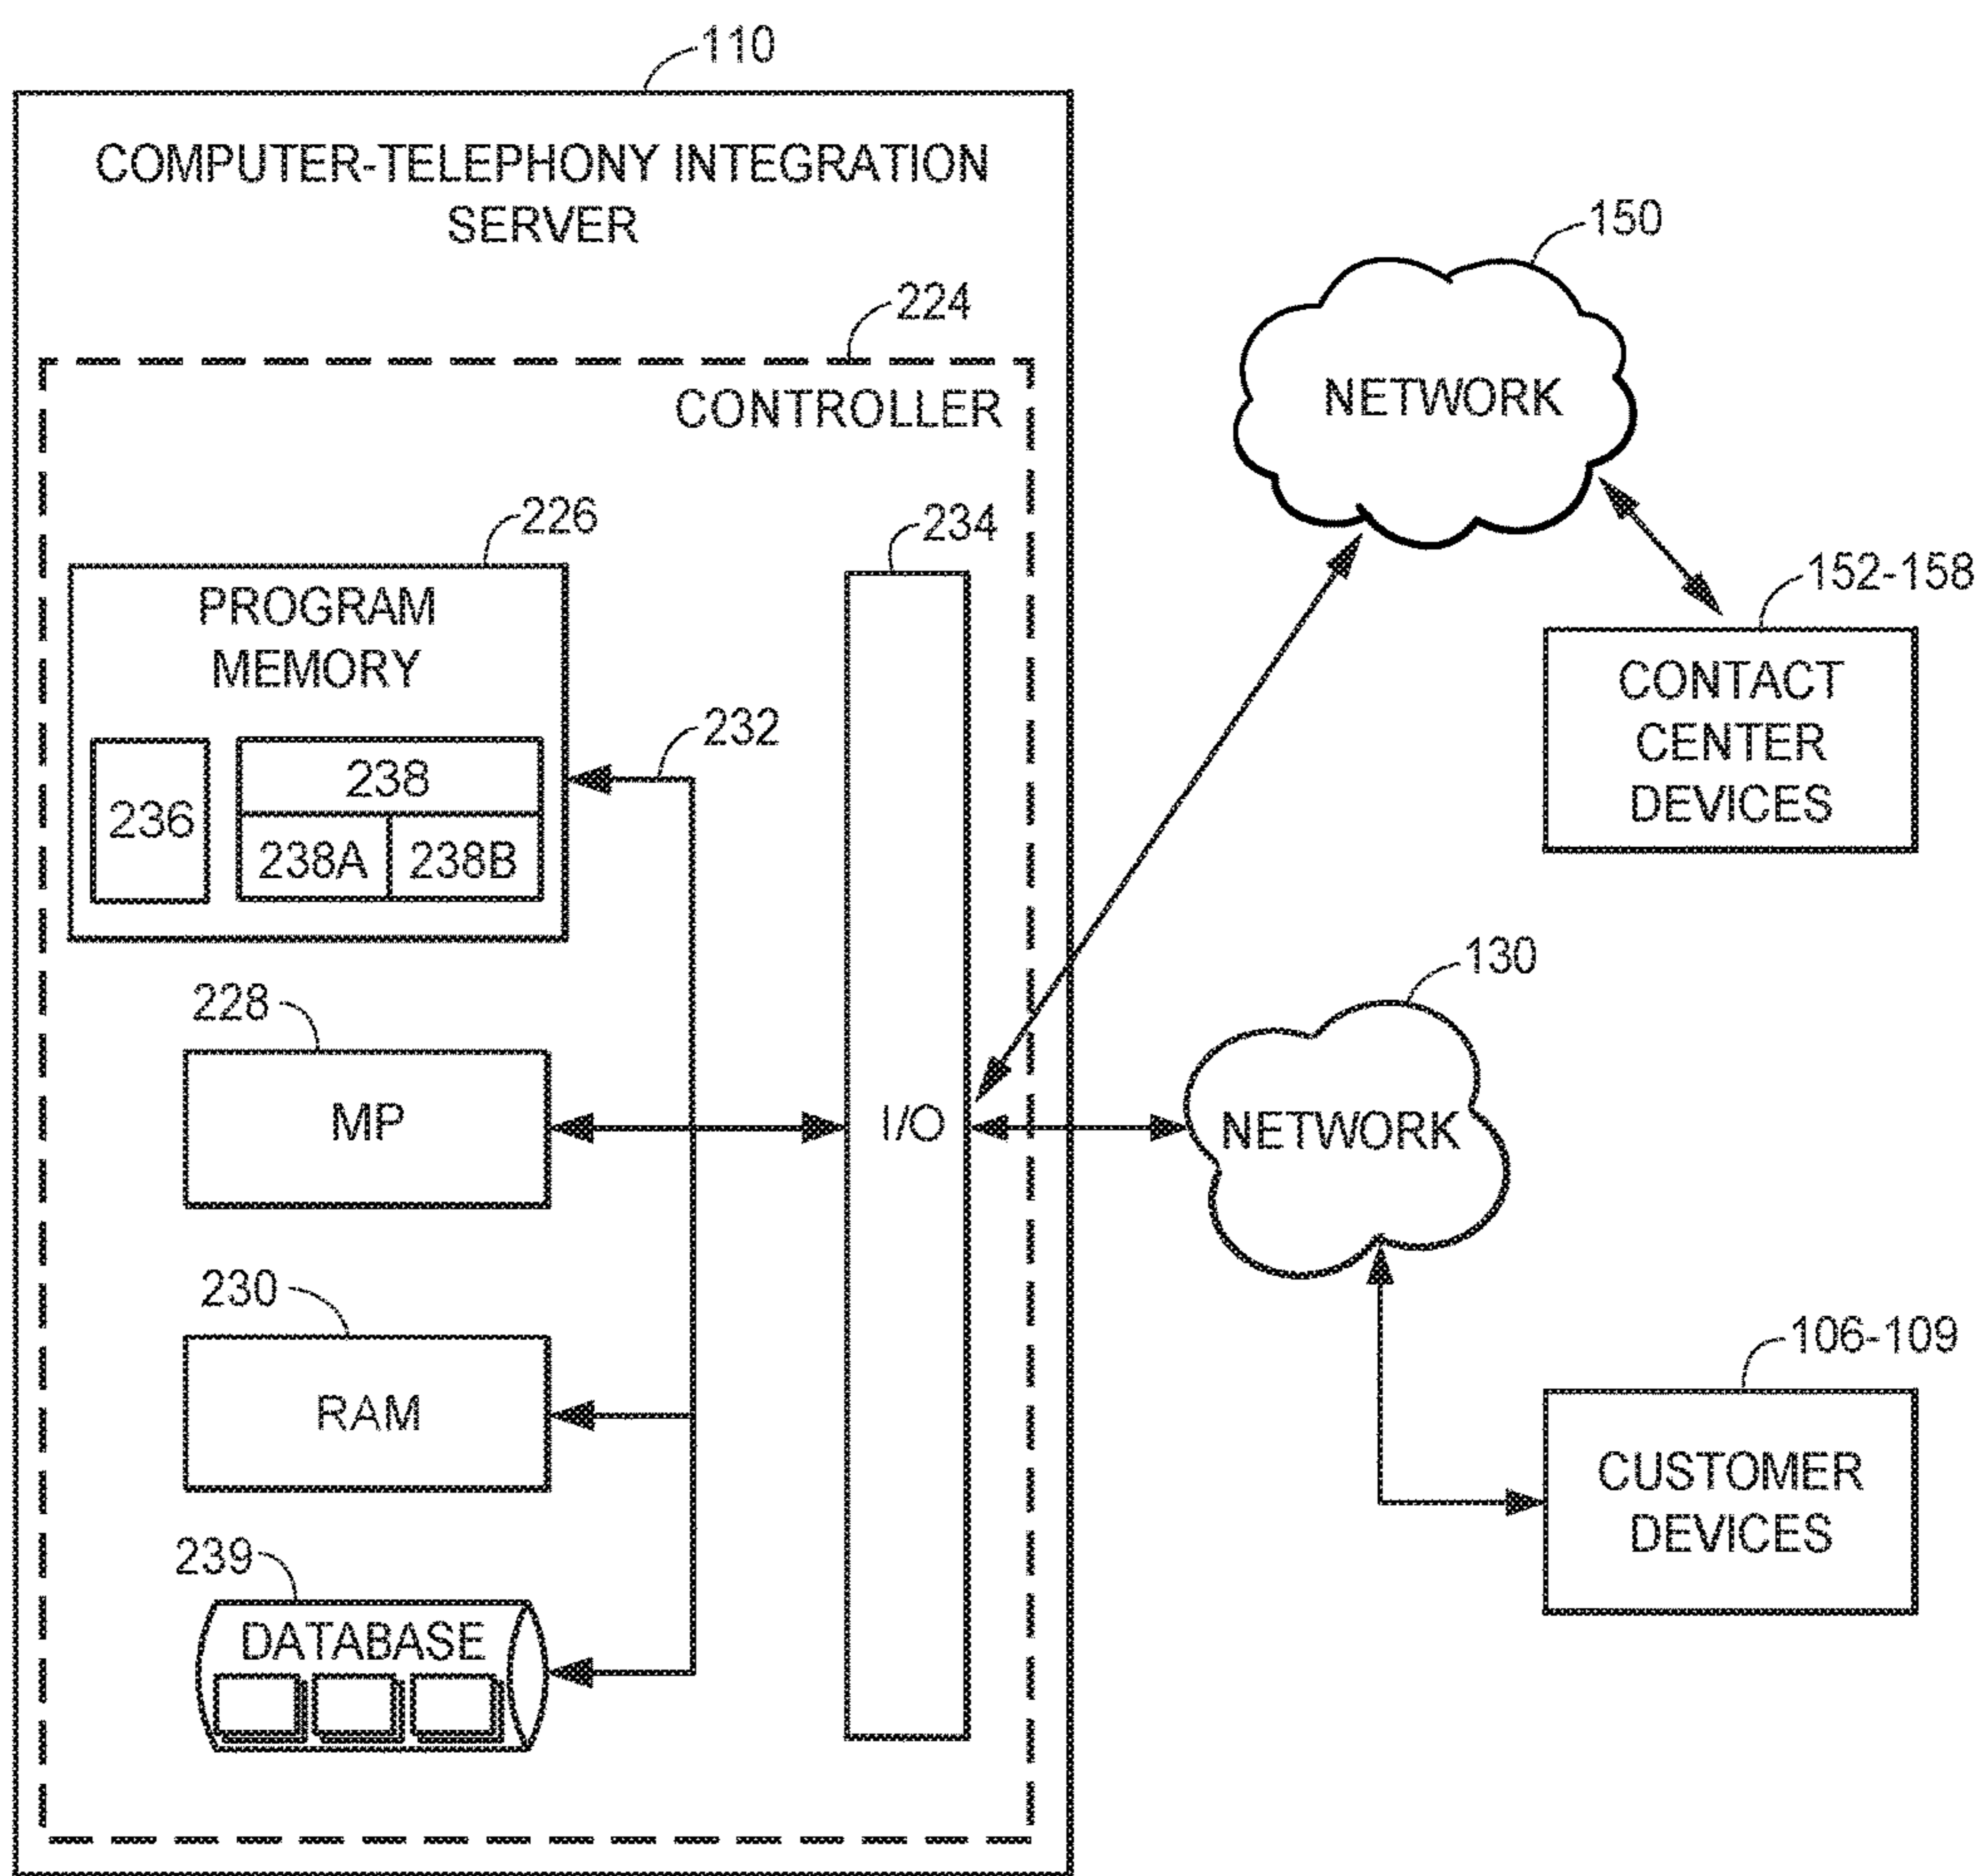 110
COMPUTER-TELEPHONY INTEGRATION
SERVER
224
CONTROLLER
226
PROGRAM
MEMORY
236
238
238A
238B
232
234
I/O
228
MP
230
RAM
239
DATABASE
150
NETWORK
152-158
CONTACT
CENTER
DEVICES
130
NETWORK
106-109
CUSTOMER
DEVICES